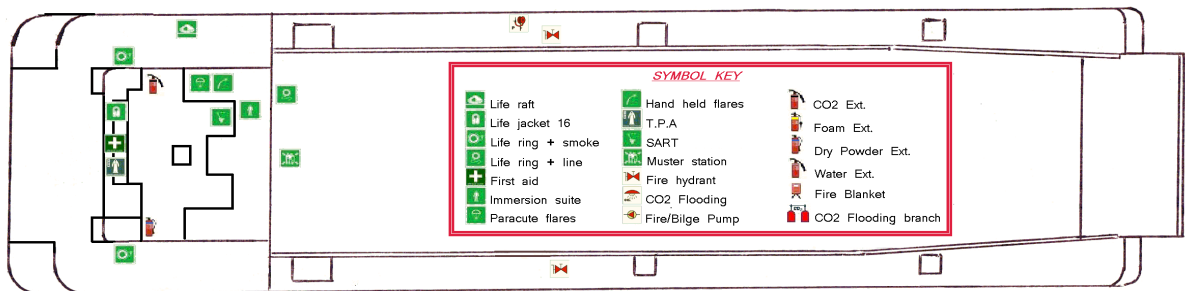 SYMBOL KEY
Life raft
Life jacket 16
Life ring + smoke
Life ring + line
First aid
Immersion suite
Paracute flares
Hand held flares
T.P.A
SART
Muster station
Fire hydrant
CO2 Flooding
Fire/Bilge Pump
CO2 Ext.
Foam Ext.
Dry Powder Ext.
Water Ext.
Fire Blanket
CO2 Flooding branch